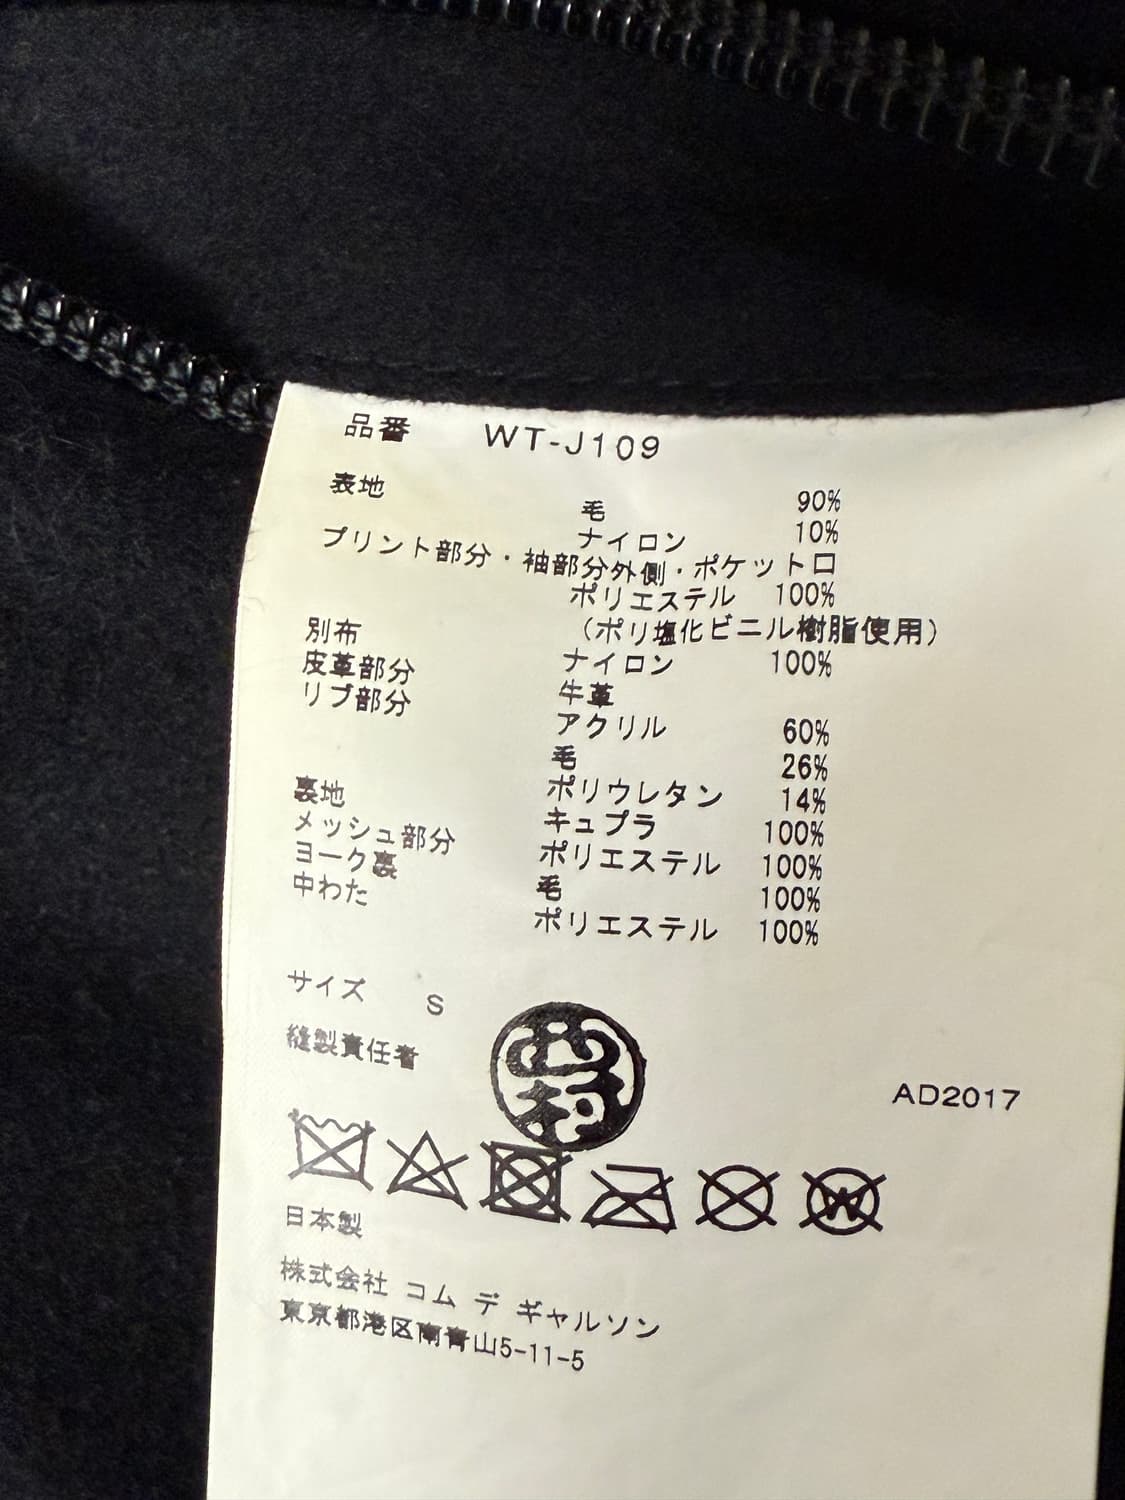 品番 WT-J109
表地 毛 90%
ナイロン 10%
プリント部分・袖部分外側・ポケット口
ポリエステル 100%
(ポリ塩化ビニル樹脂使用)
別布 ナイロン 100%
皮革部分 牛革
リブ部分 アクリル 60%
毛 26%
ポリウレタン 14%
裏地 キュプラ 100%
メッシュ部分 ポリエステル 100%
ヨーク裏 毛 100%
中わた ポリエステル 100%
サイズ S
縫製責任者
AD2017
W
日本製
株式会社 コム デ ギャルソン
東京都港区南青山5-11-5